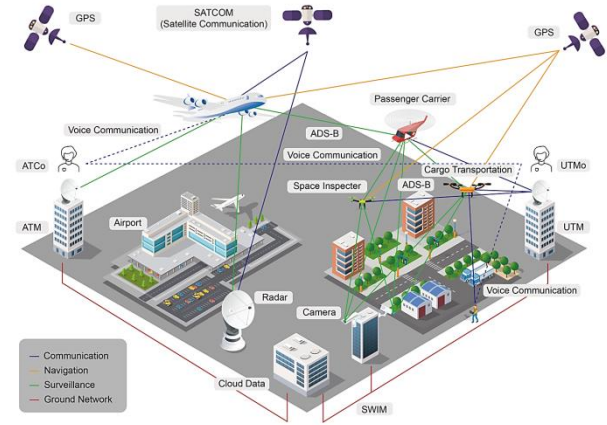 SATCOM
(Satellite Communication)
GPS
GPS
Passenger Carrier
Voice Communication
ADS-B
ATCo
Voice Communication
Cargo Transportation
UTMo
Space Inspecter
ADS-B
Airport
ATM
UTM
Radar
Voice Communication
Camera
Communication
Navigation
Surveillance
Ground Network
Cloud Data
SWIM